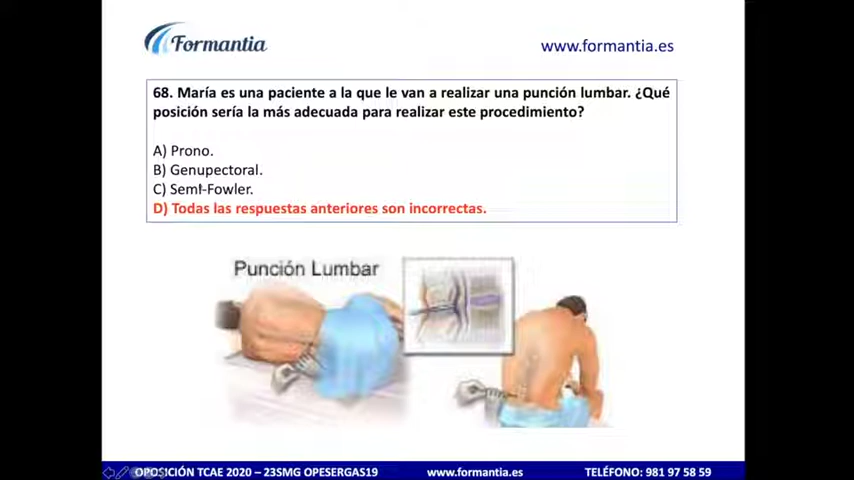 Formantia
www.formantia.es
68. María es una paciente a la que le van a realizar una punción lumbar. ¿Qué
posición sería la más adecuada para realizar este procedimiento?
A) Prono.
B) Genupectoral.
C) Semi-Fowler.
D) Todas las respuestas anteriores son incorrectas.
Punción Lumbar
OPOSICIÓN TCAE 2020 – 23SMG OPESERGAS19
www.formantia.es
TELÉFONO: 981 97 58 59